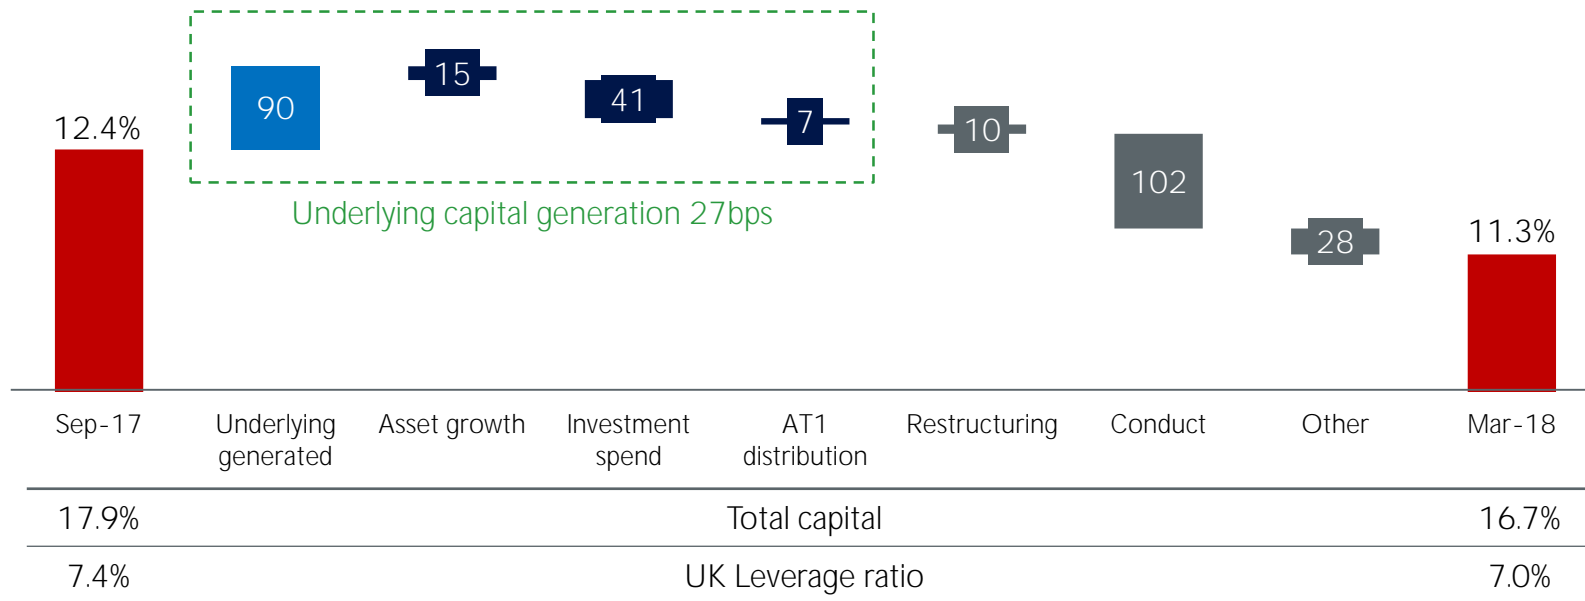 12.4%
90
15
41
7
10
102
28
11.3%
Underlying capital generation 27bps
Sep-17
Underlying
generated
Asset growth
Investment
spend
AT1
distribution
Restructuring
Conduct
Other
Mar-18
17.9% Total capital 16.7%
7.4% UK Leverage ratio 7.0%